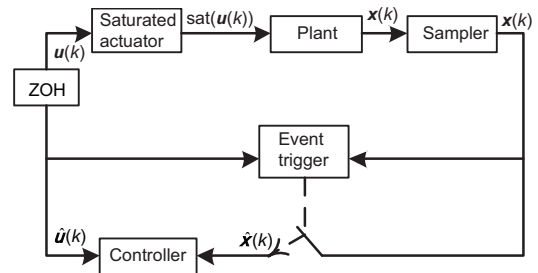 Saturated
actuator
sat(u(k))
Plant
x(k)
Sampler
x(k)
u(k)
ZOH
Event
trigger
û(k)
Controller
x̂(k)